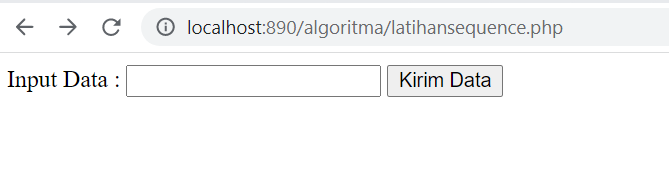 localhost:890/algoritma/latihansequence.php
Input Data : Kirim Data